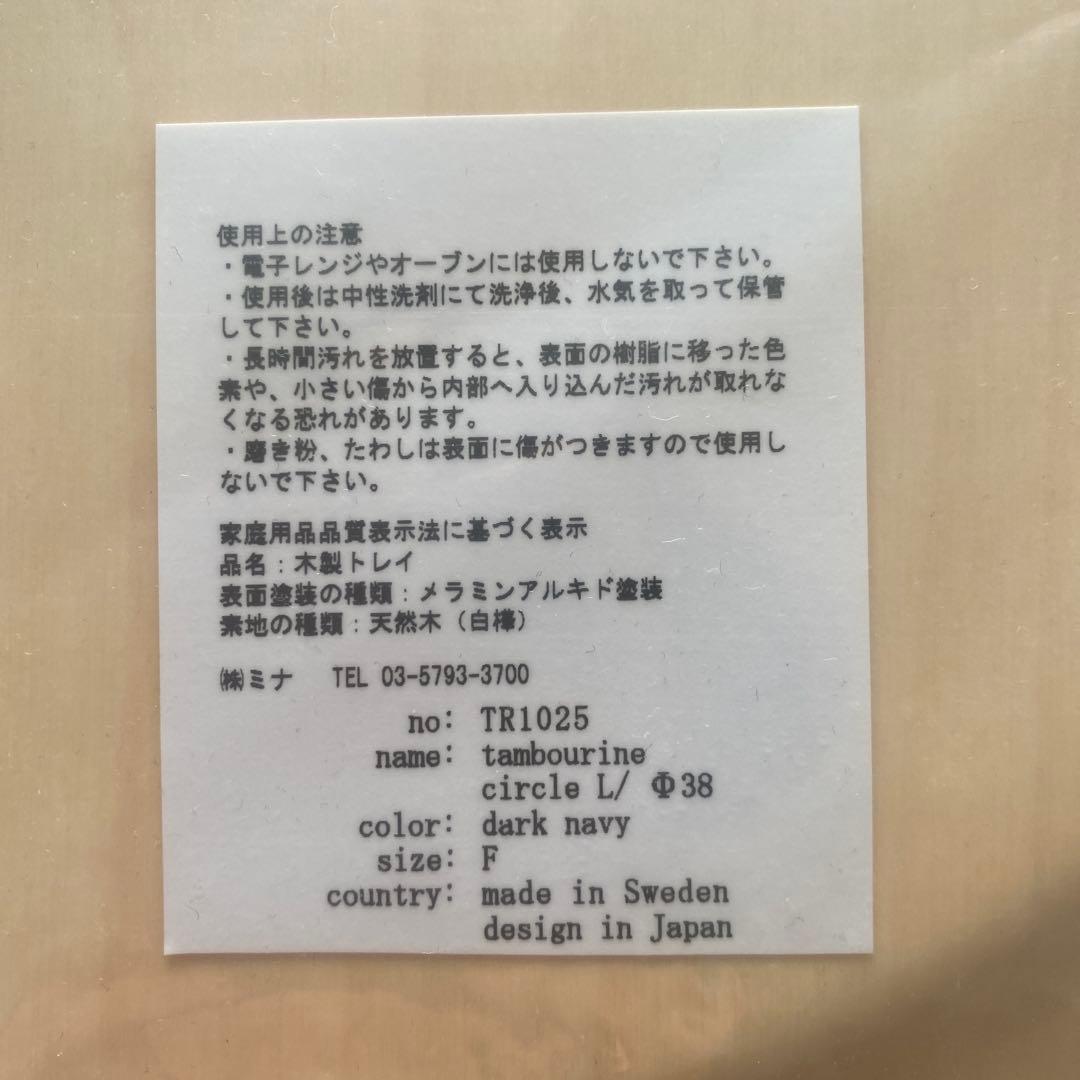 使用上の注意
・電子レンジやオーブンには使用しないで下さい。
・使用後は中性洗剤にて洗浄後、水気を取って保管
して下さい。
・長時間汚れを放置すると、表面の樹脂に移った色
素や、小さい傷から内部へ入り込んだ汚れが取れな
くなる恐れがあります。
・磨き粉、たわしは表面に傷がつきますので使用し
ないで下さい。
家庭用品品質表示法に基づく表示
品名：木製トレイ
表面塗装の種類：メラミンアルキド塗装
素地の種類：天然木（白樺）
㈱ミナ TEL 03-5793-3700
no: TR1025
name: tambourine
circle L/ Φ38
color: dark navy
size: F
country: made in Sweden
design in Japan